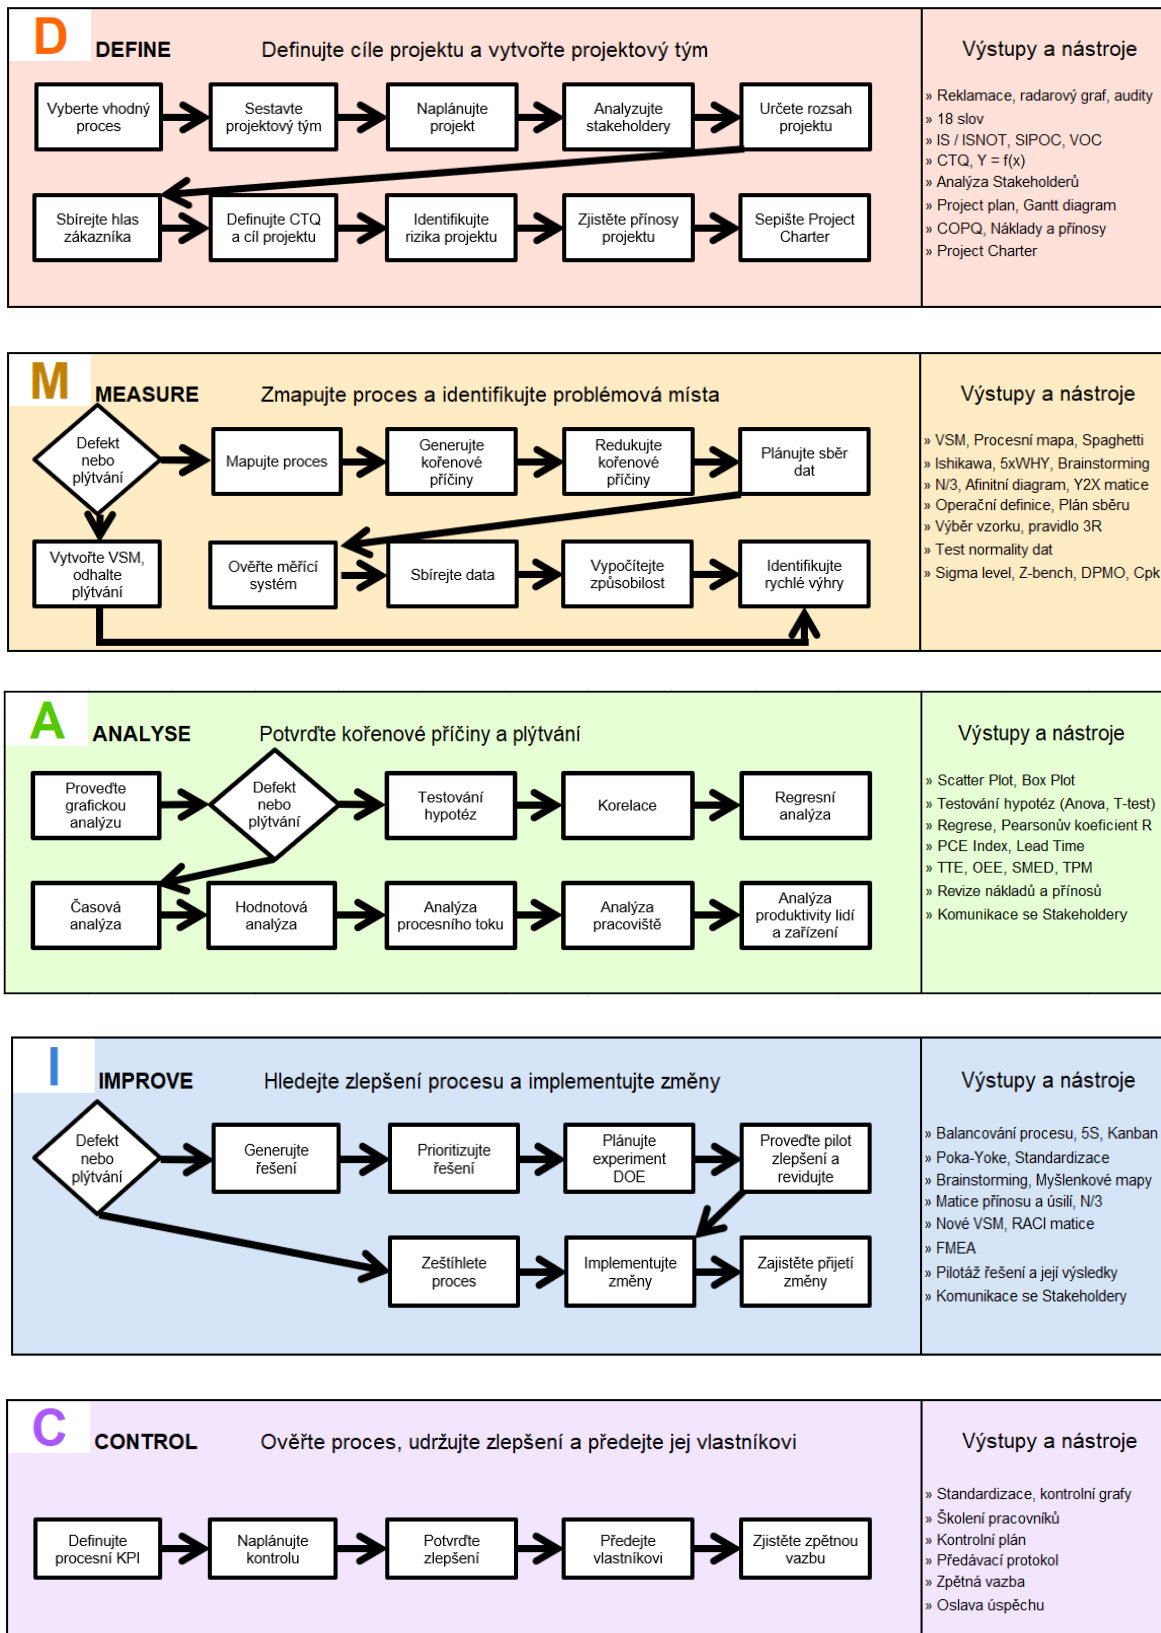 D
DEFINE
Definujte cíle projektu a vytvořte projektový tým
Výstupy a nástroje
Vyberte vhodný
proces
Sestavte
projektový tým
Naplánujte
projekt
Analyzujte
stakeholdery
Určete rozsah
projektu
Sbírejte hlas
zákazníka
Definujte CTQ
a cíl projektu
Identifikujte
rizika projektu
Zjistěte přínosy
projektu
Sepište Project
Charter
» Reklamace, radarový graf, audity
» 18 slov
» IS / ISNOT, SIPOC, VOC
» CTQ, Y = f(x)
» Analýza Stakeholderů
» Project plan, Gantt diagram
» COPQ, Náklady a přínosy
» Project Charter
M
MEASURE
Zmapujte proces a identifikujte problémová místa
Výstupy a nástroje
Defekt
nebo
plýtvání
Mapujte proces
Generujte
kořenové
příčiny
Redukujte
kořenové
příčiny
Plánujte sběr
dat
Vytvořte VSM,
odhalte
plýtvání
Ověřte měřící
systém
Sbírejte data
Vypočítejte
způsobilost
Identifikujte
rychlé výhry
» VSM, Procesní mapa, Spaghetti
» Ishikawa, 5xWHY, Brainstorming
» N/3, Afinitní diagram, Y2X matice
» Operační definice, Plán sběru
» Výběr vzorku, pravidlo 3R
» Test normality dat
» Sigma level, Z-bench, DPMO, Cpk
A
ANALYSE
Potvrďte kořenové příčiny a plýtvání
Výstupy a nástroje
Proveďte
grafickou
analýzu
Defekt
nebo
plýtvání
Testování
hypotéz
Korelace
Regresní
analýza
Časová
analýza
Hodnotová
analýza
Analýza
procesního toku
Analýza
pracoviště
Analýza
produktivity lidí
a zařízení
» Scatter Plot, Box Plot
» Testování hypotéz (Anova, T-test)
» Regrese, Pearsonův koeficient R
» PCE Index, Lead Time
» TTE, OEE, SMED, TPM
» Revize nákladů a přínosů
» Komunikace se Stakeholdery
I
IMPROVE
Hledejte zlepšení procesu a implementujte změny
Výstupy a nástroje
Defekt
nebo
plýtvání
Generujte
řešení
Prioritizujte
řešení
Plánujte
experiment
DOE
Proveďte pilot
zlepšení a
revidujte
Zeštíhlete
proces
Implementujte
změny
Zajistěte přijetí
změny
» Balancování procesu, 5S, Kanban
» Poka-Yoke, Standardizace
» Brainstorming, Myšlenkové mapy
» Matice přínosu a úsilí, N/3
» Nové VSM, RACI matice
» FMEA
» Pilotáž řešení a její výsledky
» Komunikace se Stakeholdery
C
CONTROL
Ověřte proces, udržujte zlepšení a předejte jej vlastníkovi
Výstupy a nástroje
Definujte
procesní KPI
Naplánujte
kontrolu
Potvrďte
zlepšení
Předejte
vlastníkovi
Zjistěte zpětnou
vazbu
» Standardizace, kontrolní grafy
» Školení pracovníků
» Kontrolní plán
» Předávací protokol
» Zpětná vazba
» Oslava úspěchu